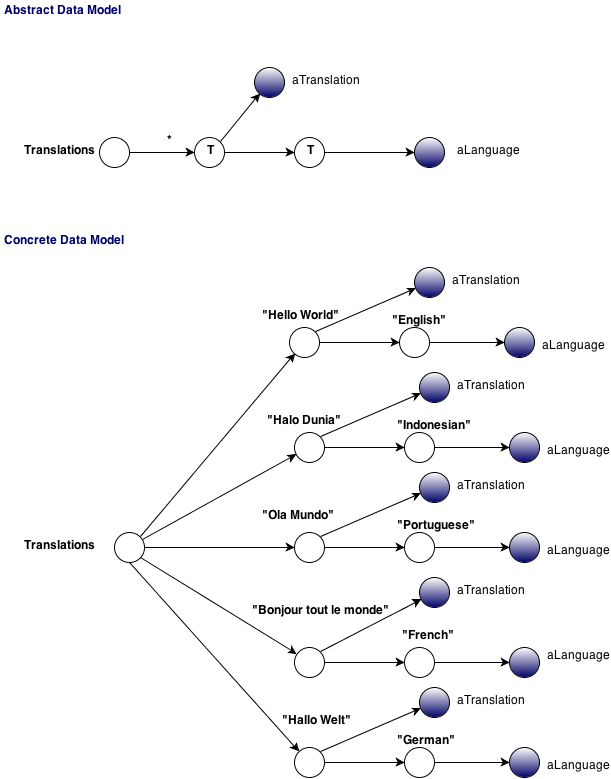 Abstract Data Model
aTranslation
*
Translations
T
T
aLanguage
Concrete Data Model
aTranslation
"Hello World"
"English"
aLanguage
aTranslation
"Halo Dunia"
"Indonesian"
aLanguage
aTranslation
"Ola Mundo"
"Portuguese"
Translations
aLanguage
aTranslation
"Bonjour tout le monde"
"French"
aLanguage
aTranslation
"Hallo Welt"
"German"
aLanguage